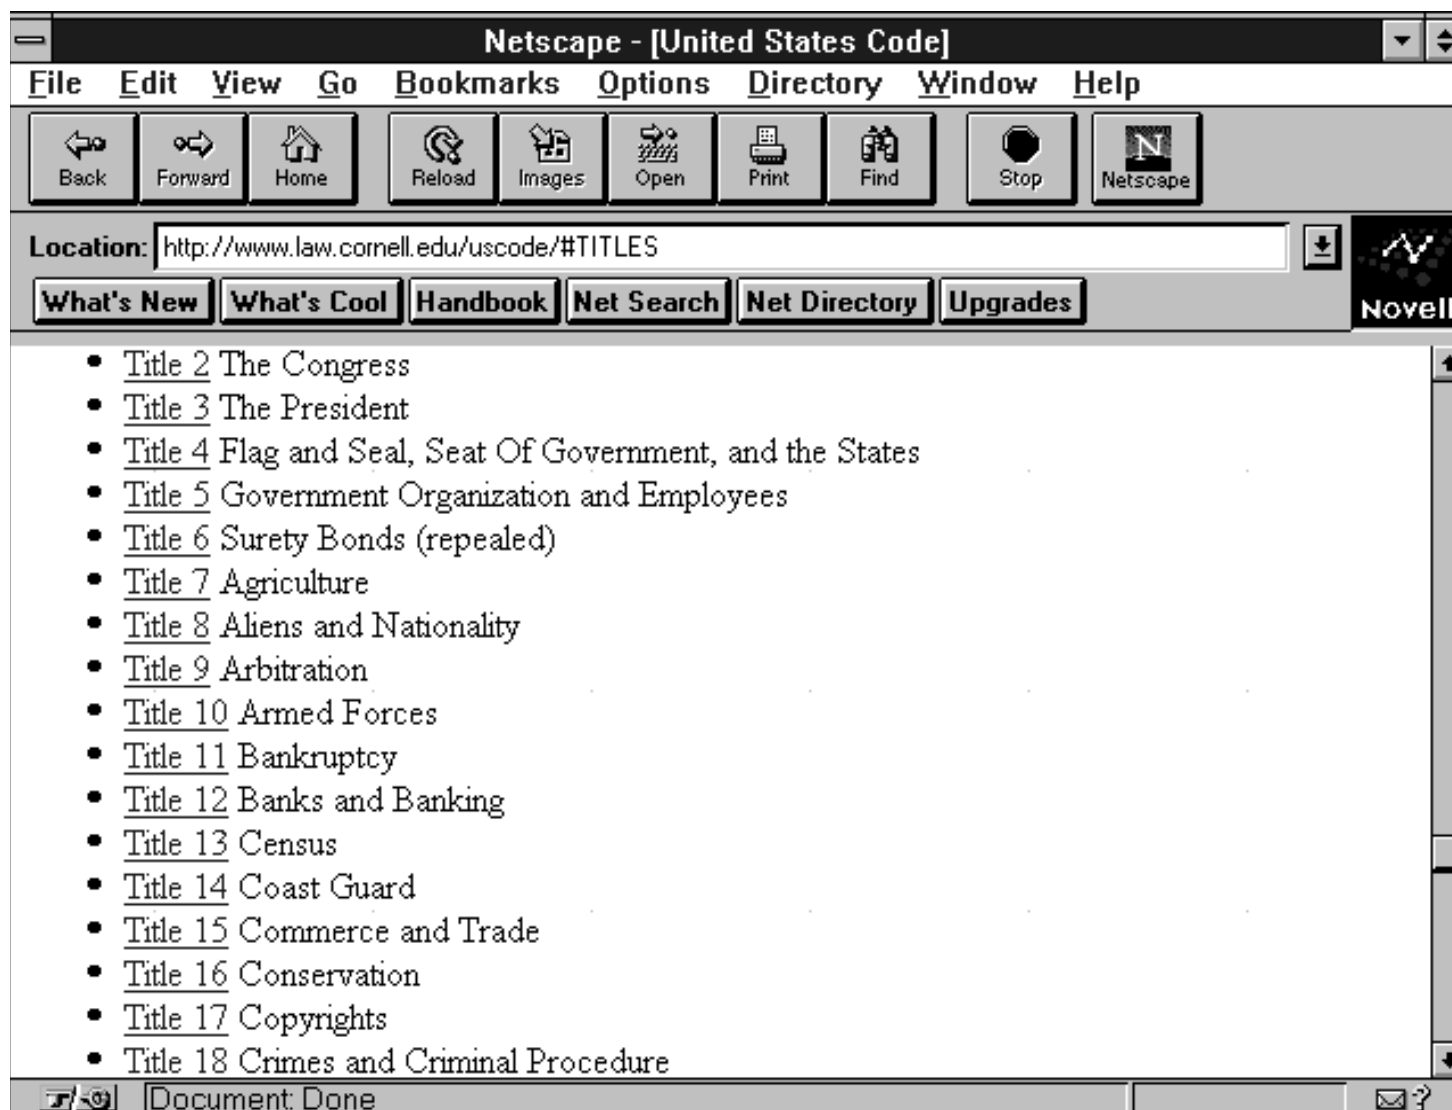 Netscape - [United States Code]
File Edit View Go Bookmarks Options Directory Window Help
Back Forward Home Reload Images Open Print Find Stop Netscape
N
Location: http://www.law.cornell.edu/uscode/#TITLES
What's New What's Cool Handbook Net Search Net Directory Upgrades
Novell
Title 2 The Congress
Title 3 The President
Title 4 Flag and Seal, Seat Of Government, and the States
Title 5 Government Organization and Employees
Title 6 Surety Bonds (repealed)
Title 7 Agriculture
Title 8 Aliens and Nationality
Title 9 Arbitration
Title 10 Armed Forces
Title 11 Bankruptcy
Title 12 Banks and Banking
Title 13 Census
Title 14 Coast Guard
Title 15 Commerce and Trade
Title 16 Conservation
Title 17 Copyrights
Title 18 Crimes and Criminal Procedure
Document: Done
?